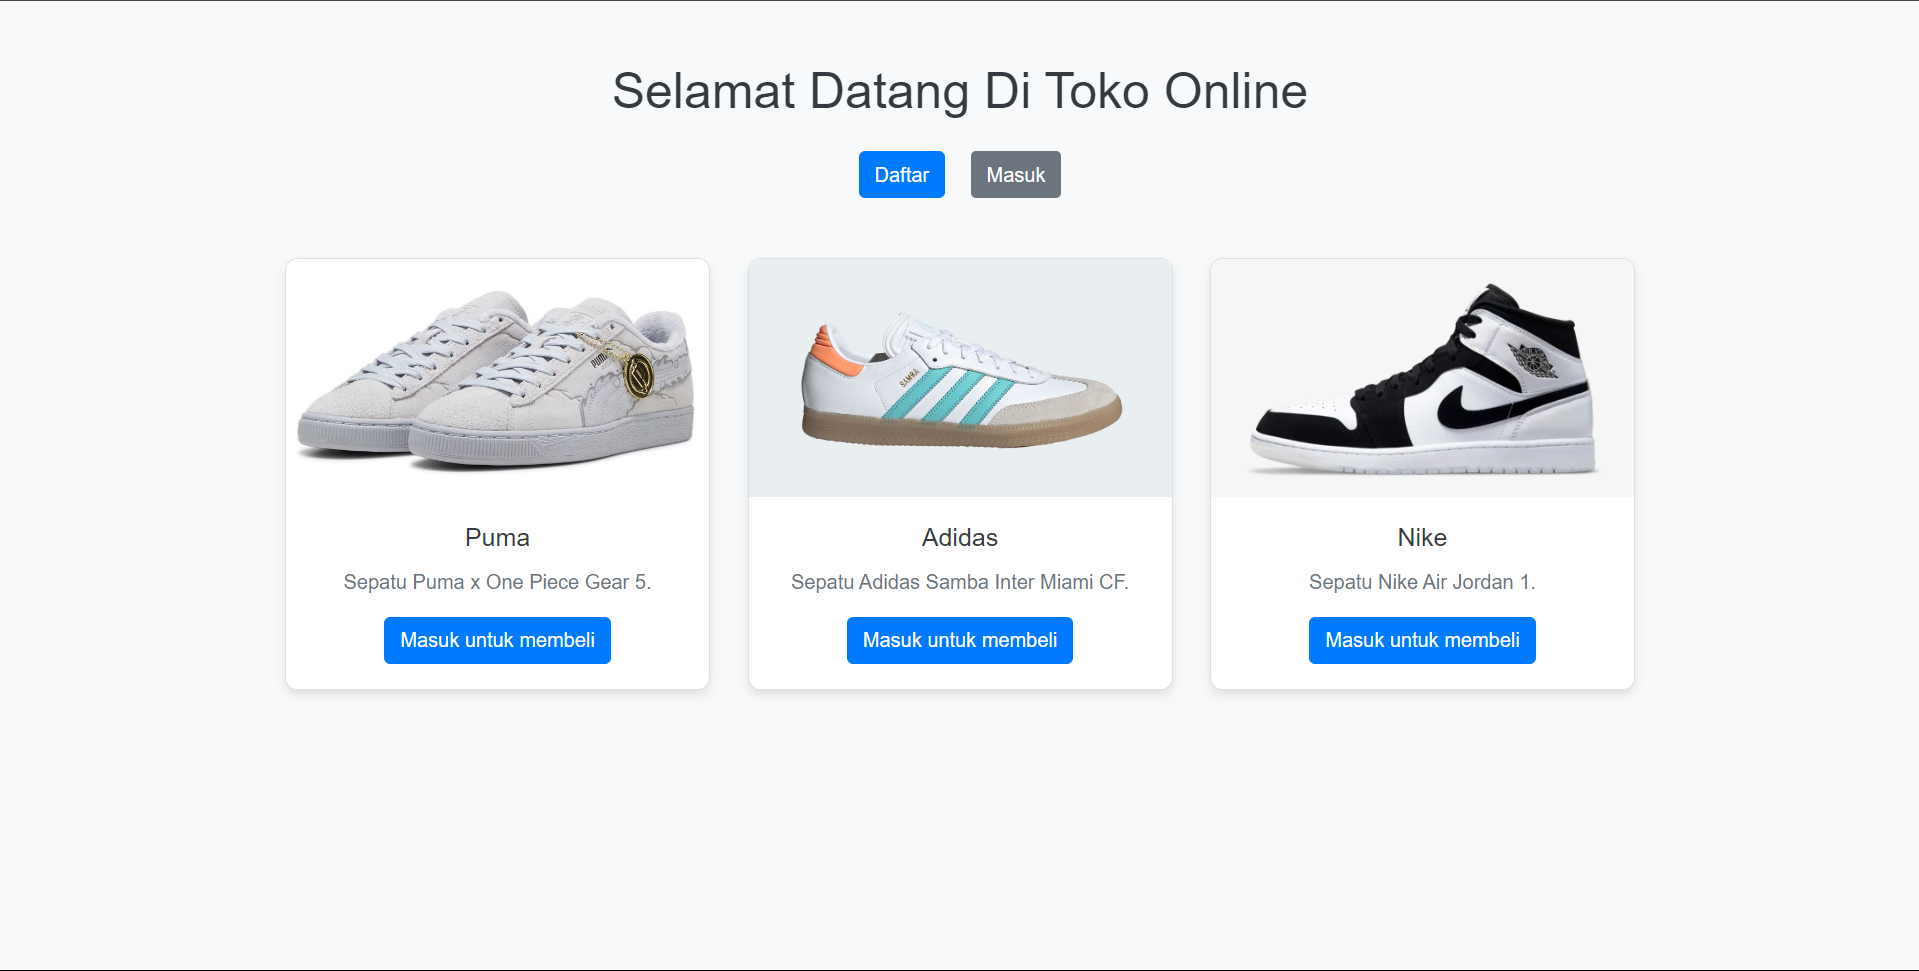 Selamat Datang Di Toko Online
Daftar
Masuk
PUMA
SAMBA
Puma
Adidas
Nike
Sepatu Puma x One Piece Gear 5.
Sepatu Adidas Samba Inter Miami CF.
Sepatu Nike Air Jordan 1.
Masuk untuk membeli
Masuk untuk membeli
Masuk untuk membeli